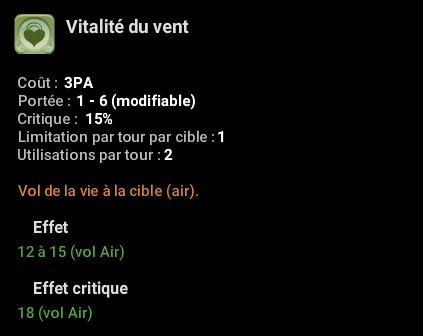 Vitalité du vent
Coût : 3PA
Portée : 1 - 6 (modifiable)
Critique : 15%
Limitation par tour par cible : 1
Utilisations par tour : 2
Vol de la vie à la cible (air).
Effet
12 à 15 (vol Air)
Effet critique
18 (vol Air)